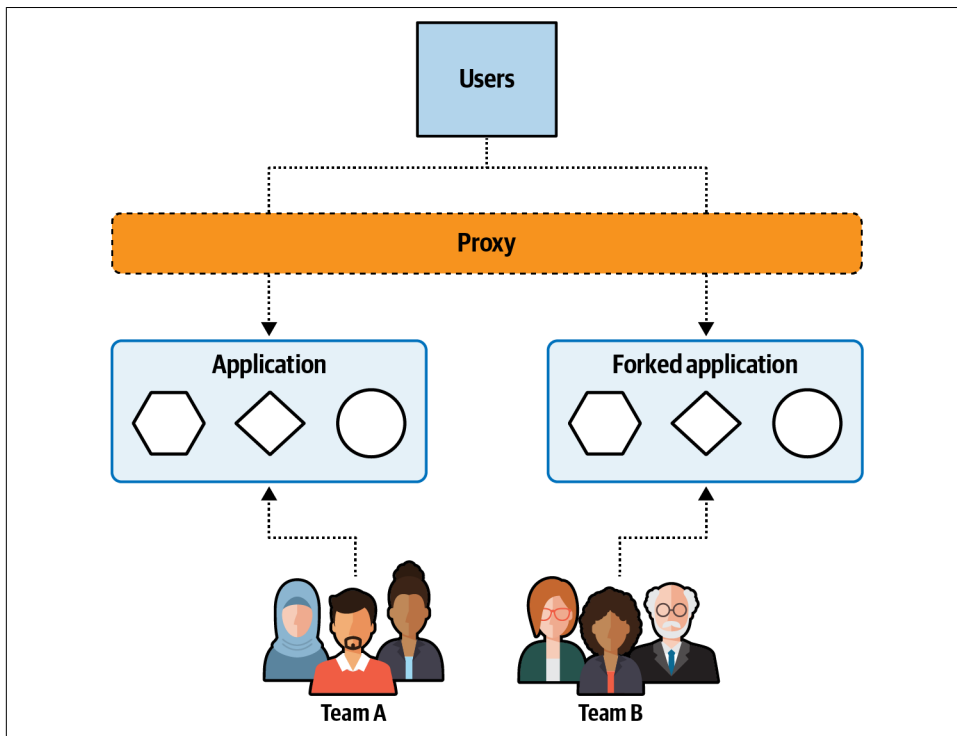 Users
Proxy
Application
Forked application
Team A
Team B